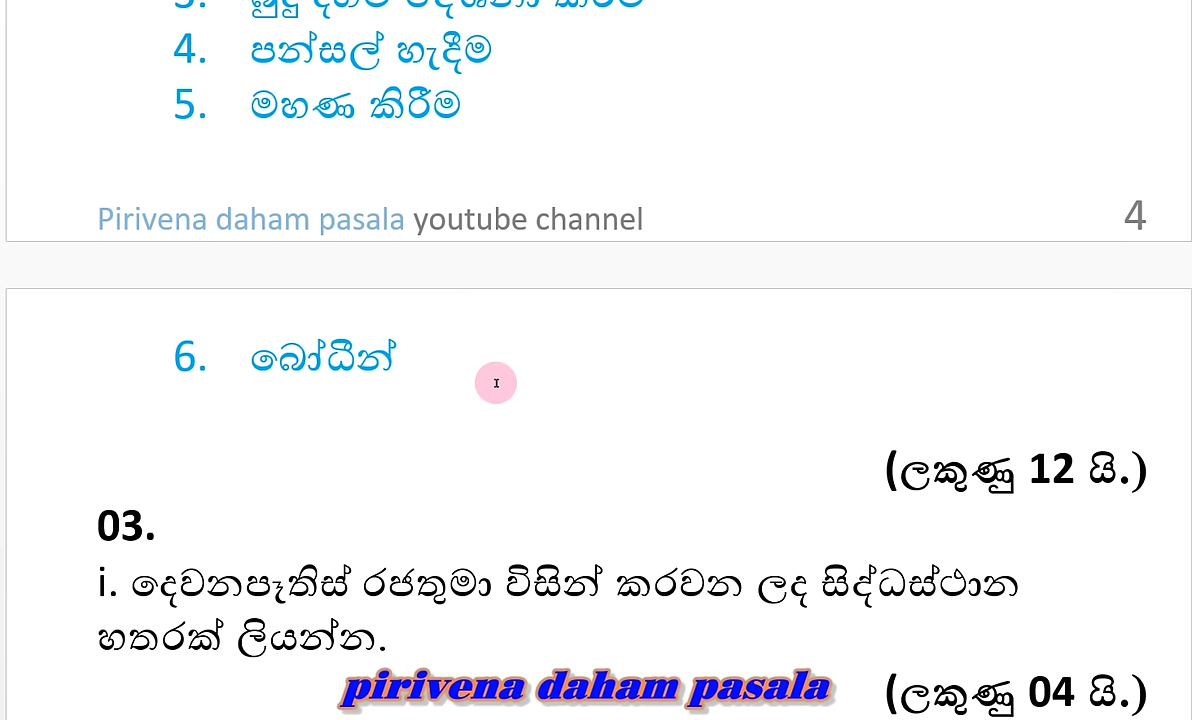 4. පන්සල් හැදීම
5. මහණ කිරීම
Pirivena daham pasala youtube channel 4
6. බෝධීන්
(ලකුණු 12 යි.)
03.
i. දෙවනපෑතිස් රජතුමා විසින් කරවන ලද සිද්ධස්ථාන
හතරක් ලියන්න.
pirivena daham pasala
(ලකුණු 04 යි.)